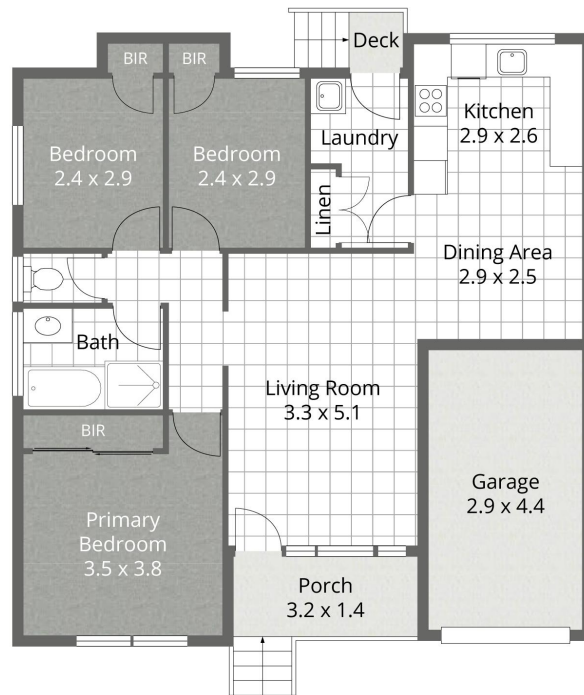 Deck
BIR
BIR
Kitchen
2.9 x 2.6
Laundry
Bedroom
2.4 x 2.9
Bedroom
2.4 x 2.9
Linen
Dining Area
2.9 x 2.5
Bath
Living Room
3.3 x 5.1
BIR
Garage
2.9 x 4.4
Primary
Bedroom
3.5 x 3.8
Porch
3.2 x 1.4